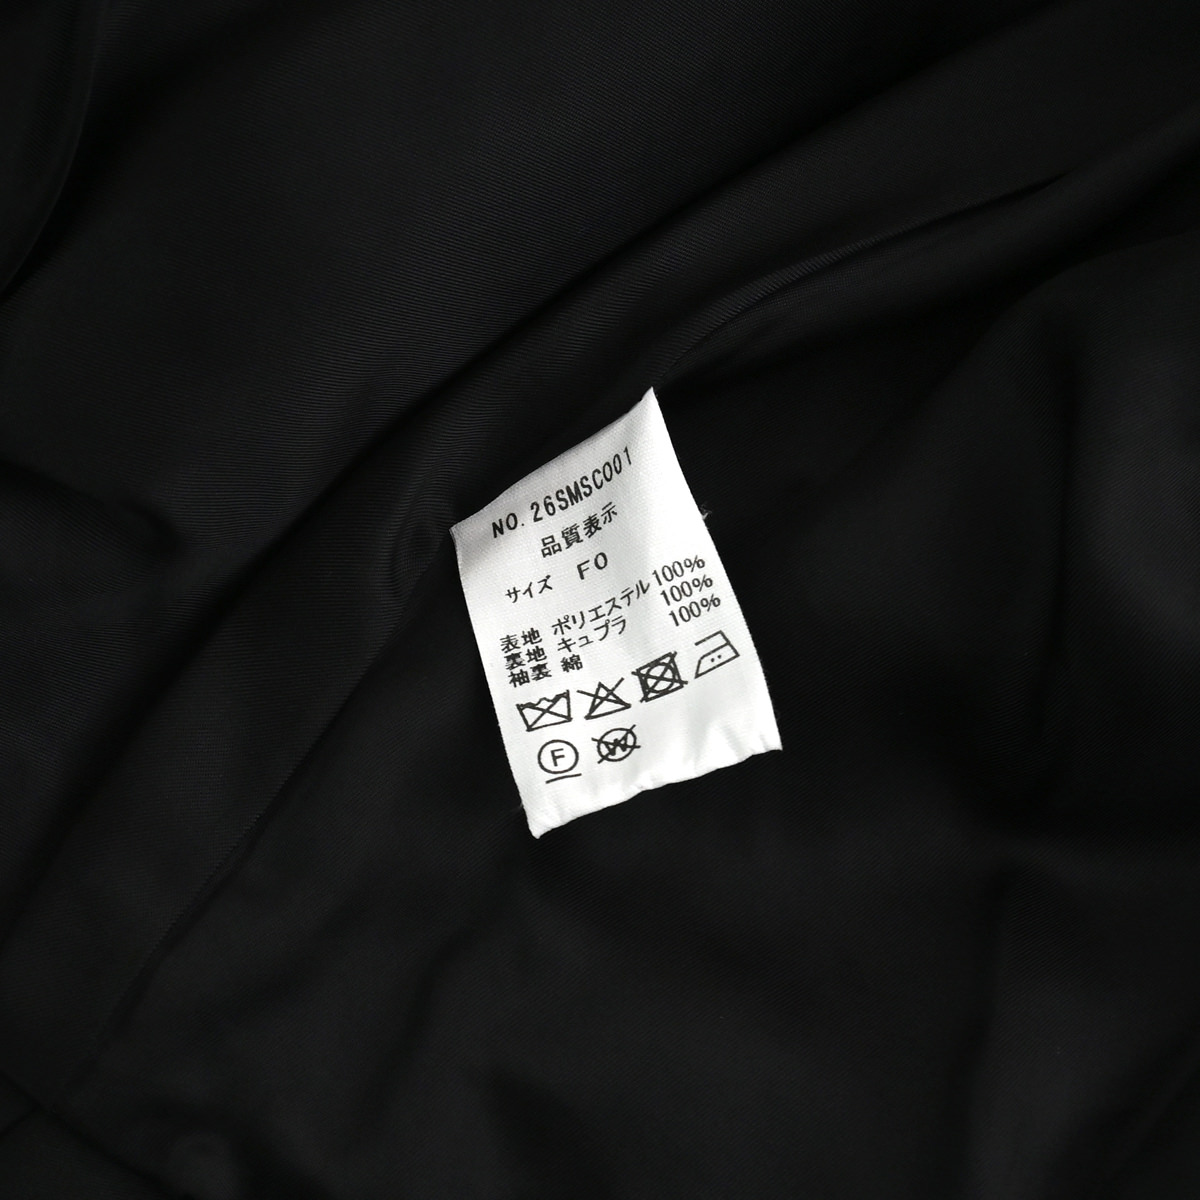 NO. 26SMSC001
品質表示
サイズ FO
表地 ポリエステル 100%
裏地 キュプラ 100%
袖裏 綿 100%
F W